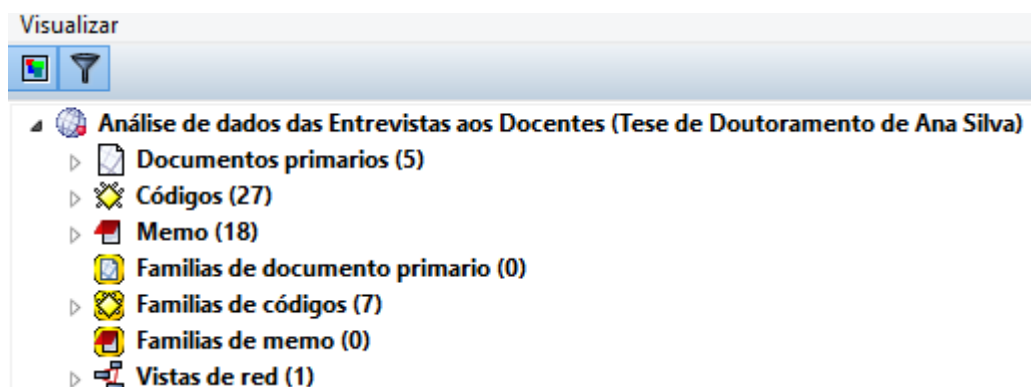 Visualizar
Análise de dados das Entrevistas aos Docentes (Tese de Doutoramento de Ana Silva)
Documentos primarios (5)
Códigos (27)
Memo (18)
Familias de documento primario (0)
Familias de códigos (7)
Familias de memo (0)
Vistas de red (1)